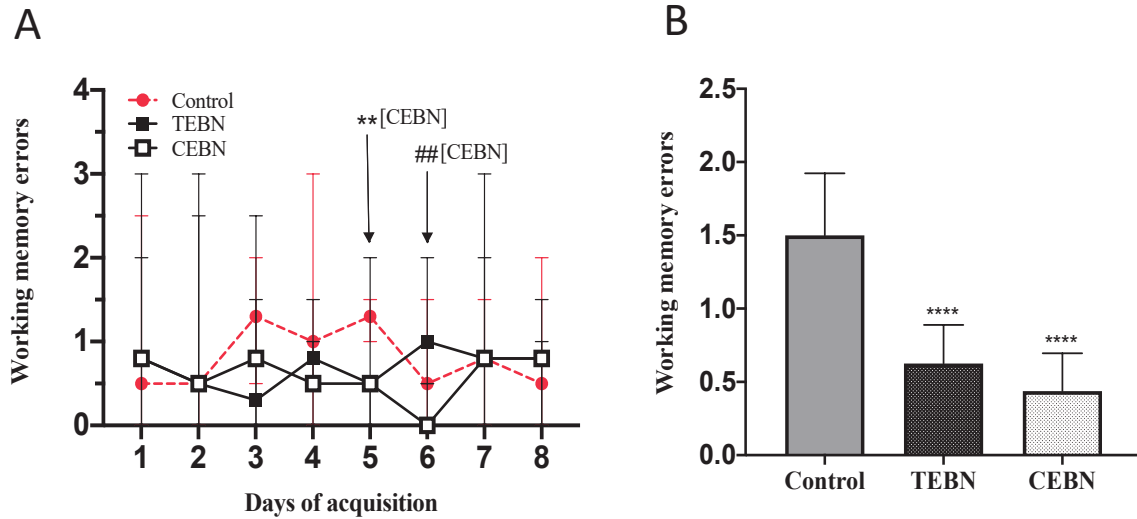 A
Working memory errors
4
3
2
1
0
Control
TEBN
CEBN
**[CEBN]
##[CEBN]
1 2 3 4 5 6 7 8
Days of acquisition
B
Working memory errors
2.5
2.0
1.5
1.0
0.5
0.0
****
****
Control TEBN CEBN